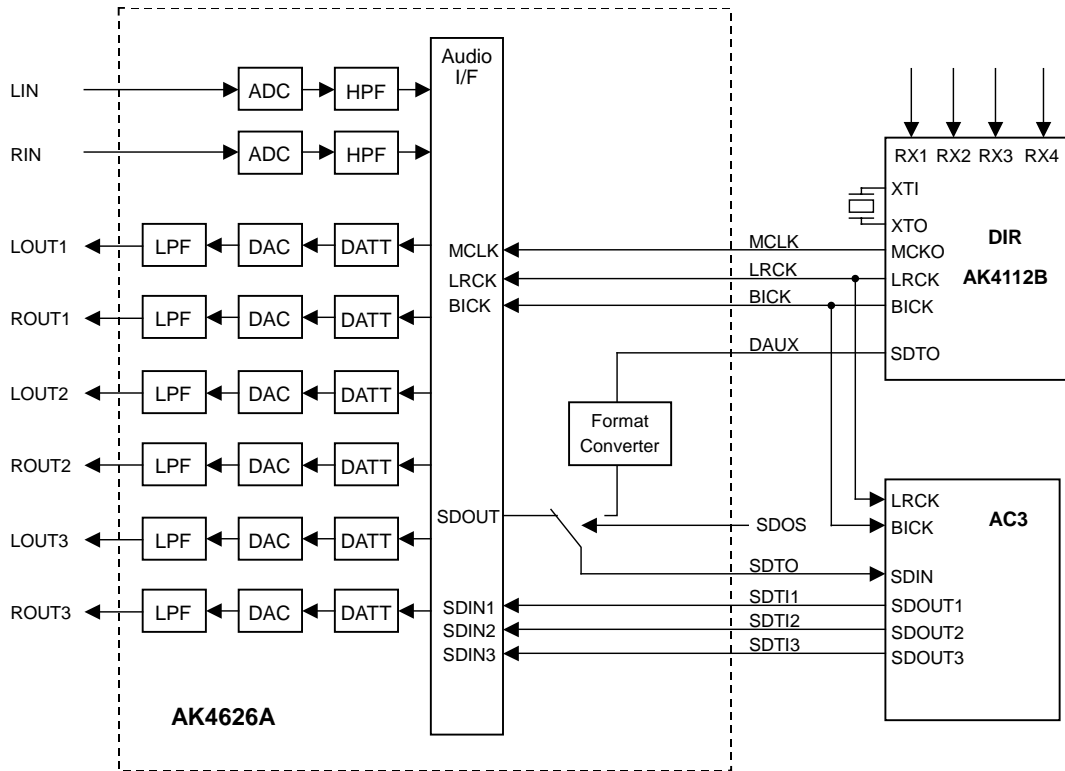 Audio
I/F
LIN
ADC
HPF
RIN
ADC
HPF
LOUT1
LPF
DAC
DATT
ROUT1
LPF
DAC
DATT
LOUT2
LPF
DAC
DATT
ROUT2
LPF
DAC
DATT
LOUT3
LPF
DAC
DATT
ROUT3
LPF
DAC
DATT
MCLK
LRCK
BICK
SDOUT
SDIN1
SDIN2
SDIN3
AK4626A
Format
Converter
MCLK
LRCK
BICK
DAUX
SDOS
SDTO
SDTI1
SDTI2
SDTI3
RX1 RX2 RX3 RX4
XTI
XTO
MCKO
LRCK
BICK
SDTO
DIR
AK4112B
LRCK
BICK
AC3
SDIN
SDOUT1
SDOUT2
SDOUT3